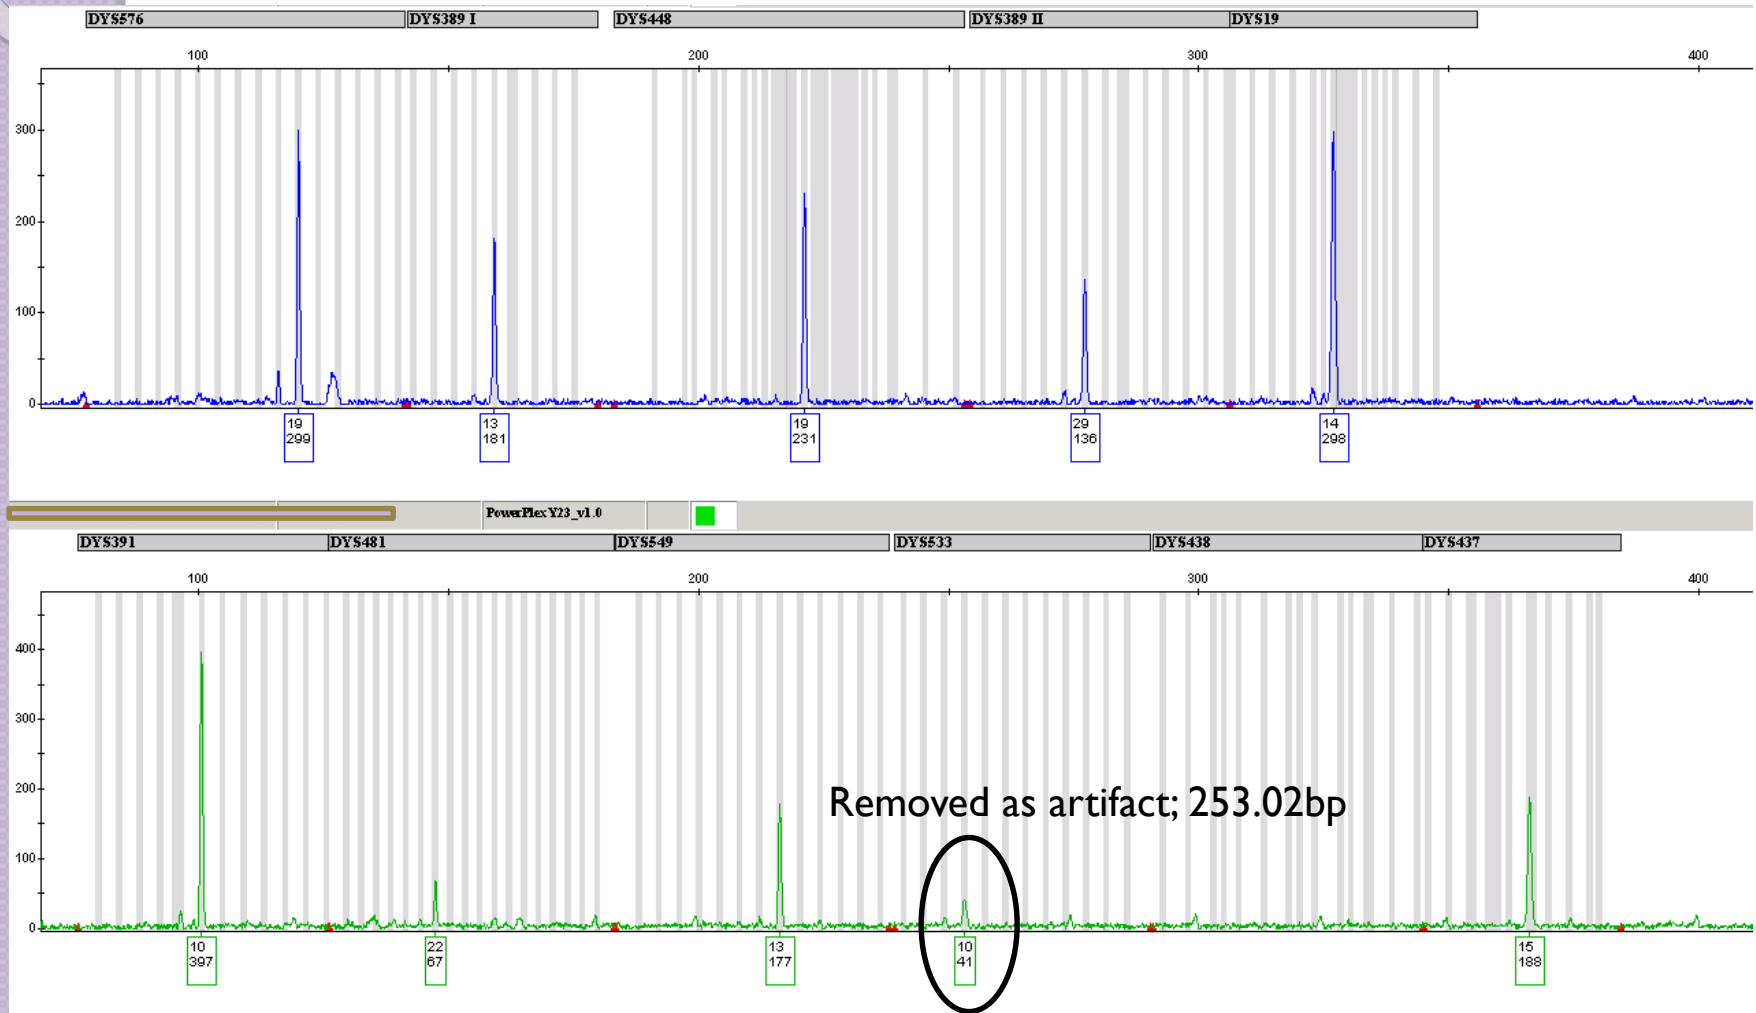 DYS576 DYS389 I DYS448 DYS389 II DYS19
100 200 300 400
300
200
100
0
19 13 19 29 14
299 181 231 136 298
PowerPlexY23_v1.0
DYS391 DYS481 DYS549 DYS533 DYS438 DYS437
100 200 300 400
400
300
200
Removed as artifact; 253.02bp
100
0
10 22 13 10 15
397 67 177 41 188